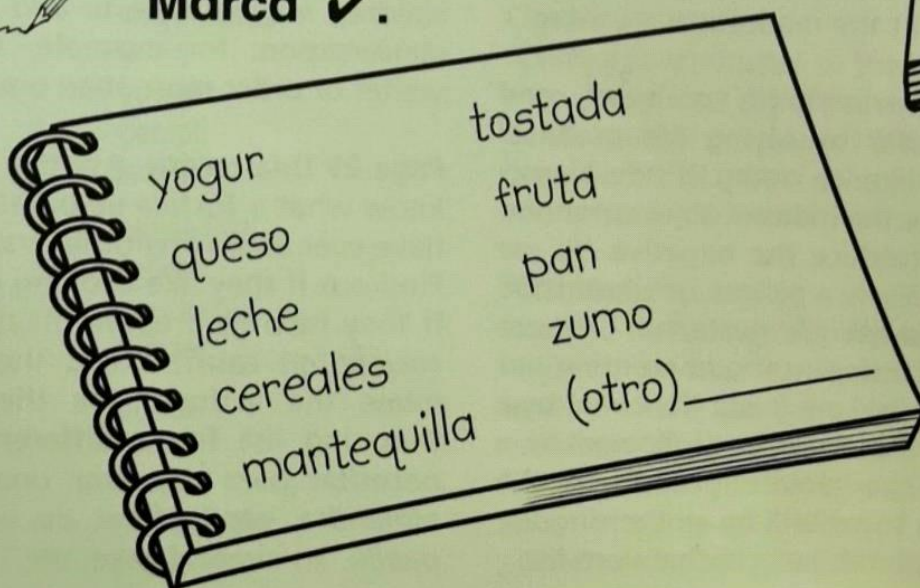 Marca ✓.
yogur
queso
leche
cereales
mantequilla
tostada
fruta
pan
zumo
(otro)